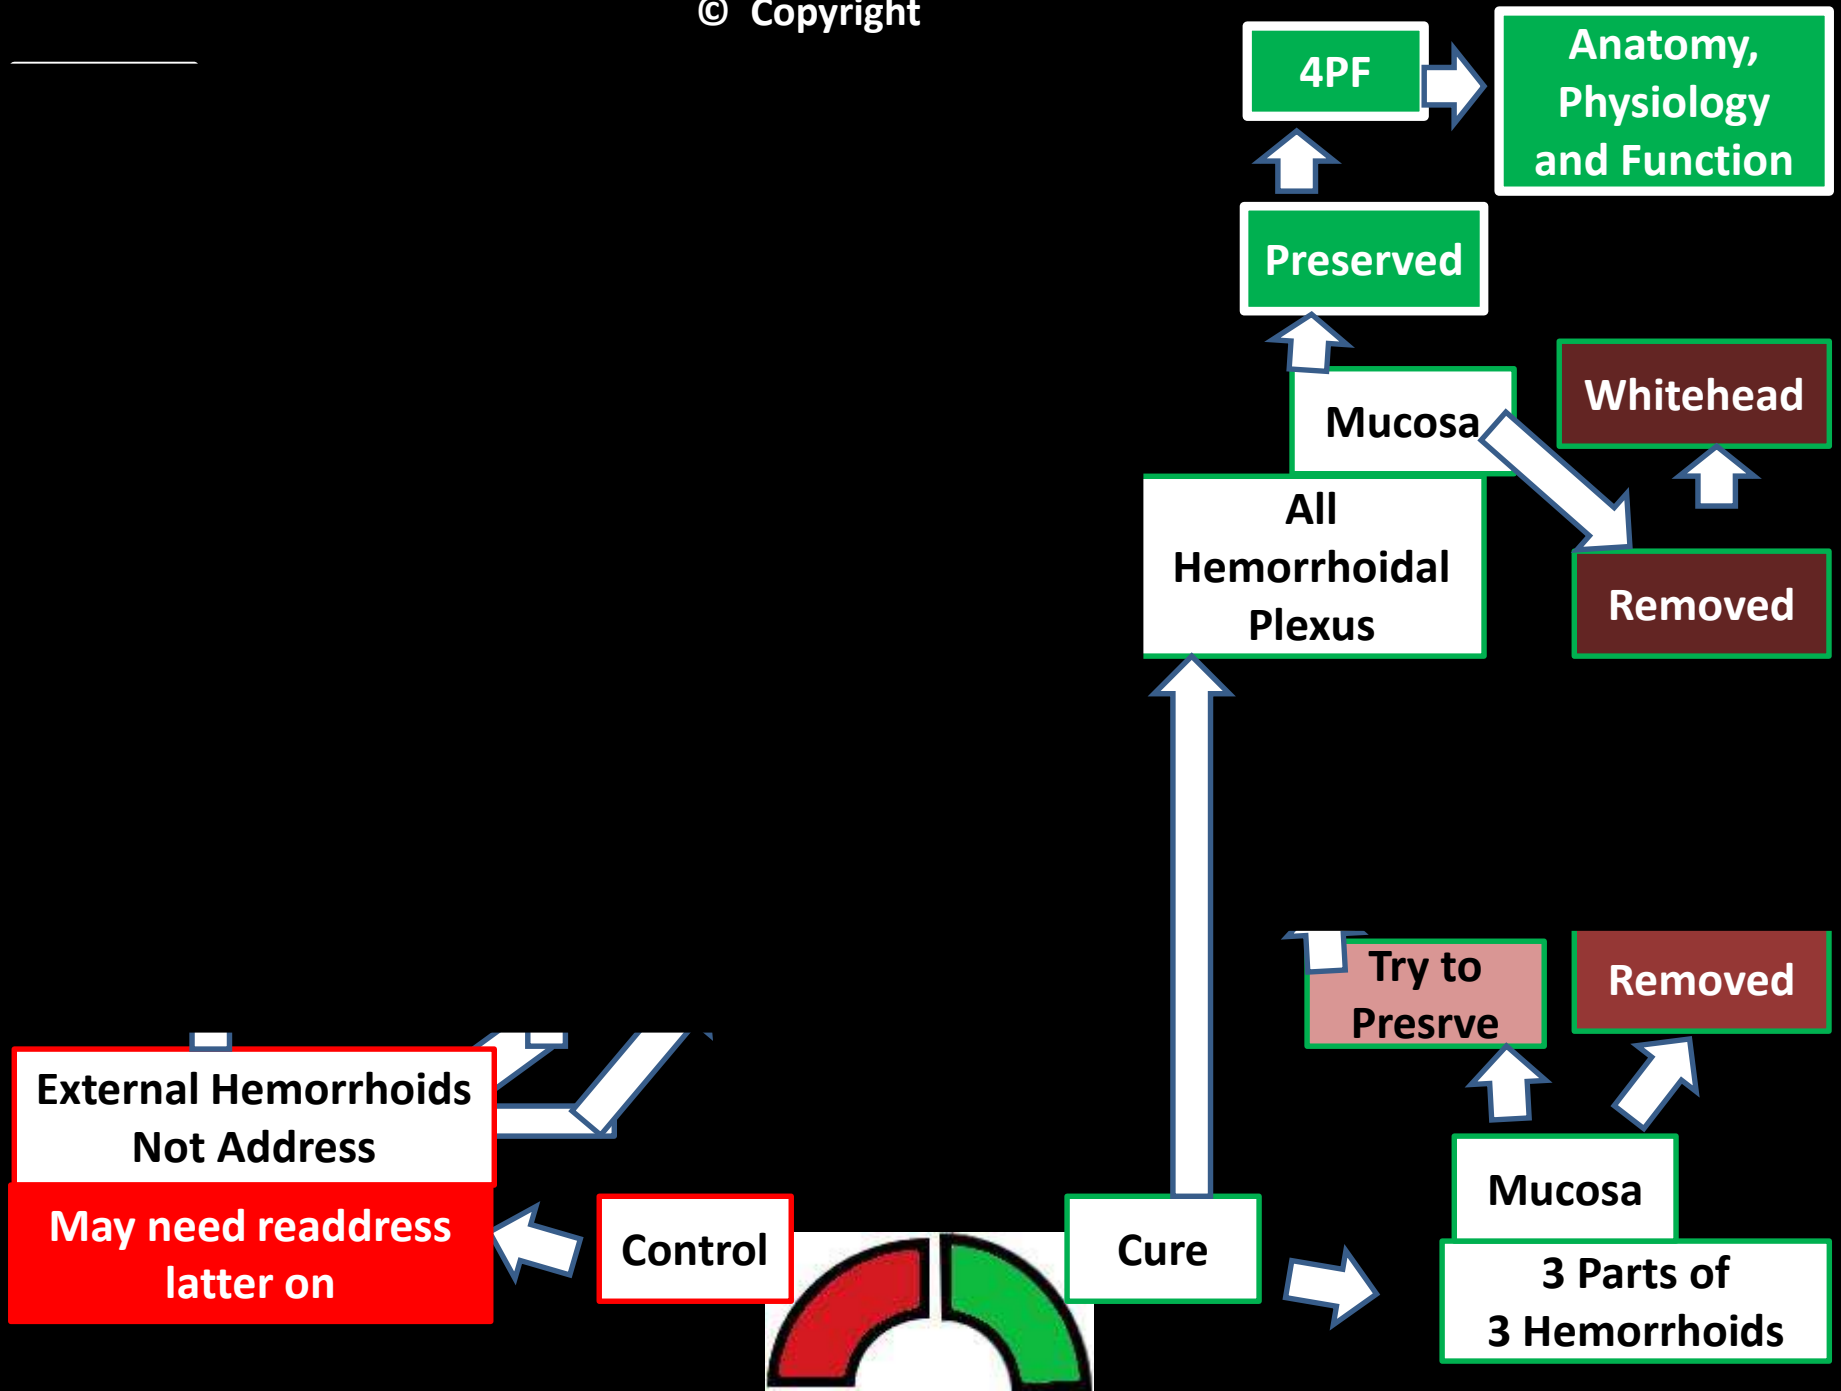 © Copyright
4PF
Anatomy,
Physiology
and Function
Preserved
Mucosa
Whitehead
All
Hemorrhoidal
Plexus
Removed
Try to
Presrve
Removed
External Hemorrhoids
Not Address
May need readdress
latter on
Control
Cure
Mucosa
3 Parts of
3 Hemorrhoids